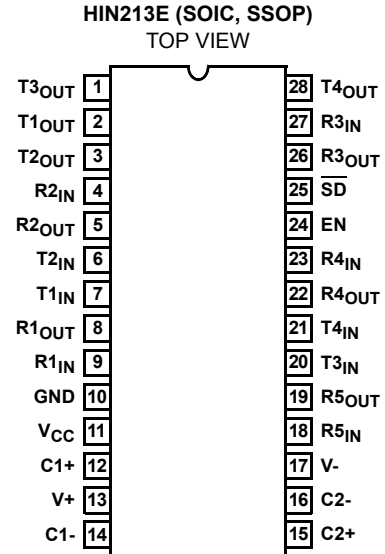 HIN213E (SOIC, SSOP)
TOP VIEW
T3OUT 1 28 T4OUT
T1OUT 2 27 R3IN
T2OUT 3 26 R3OUT
R2IN 4 25 S̅D̅
R2OUT 5 24 EN
T2IN 6 23 R4IN
T1IN 7 22 R4OUT
R1OUT 8 21 T4IN
R1IN 9 20 T3IN
GND 10 19 R5OUT
VCC 11 18 R5IN
C1+ 12 17 V-
V+ 13 16 C2-
C1- 14 15 C2+